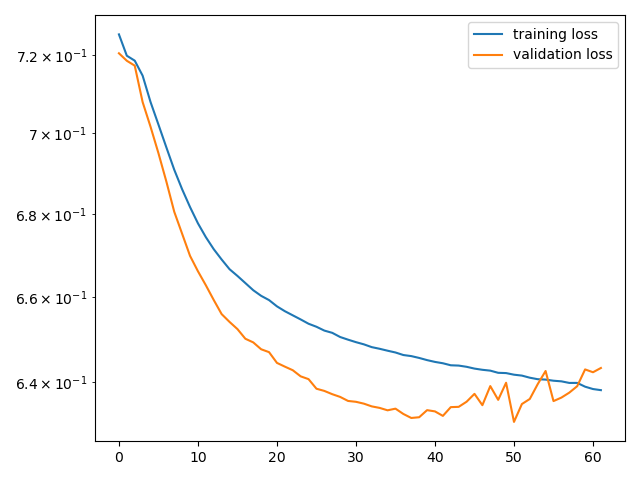 training loss
validation loss
7.2 × 10⁻¹
7 × 10⁻¹
6.8 × 10⁻¹
6.6 × 10⁻¹
6.4 × 10⁻¹
0 10 20 30 40 50 60